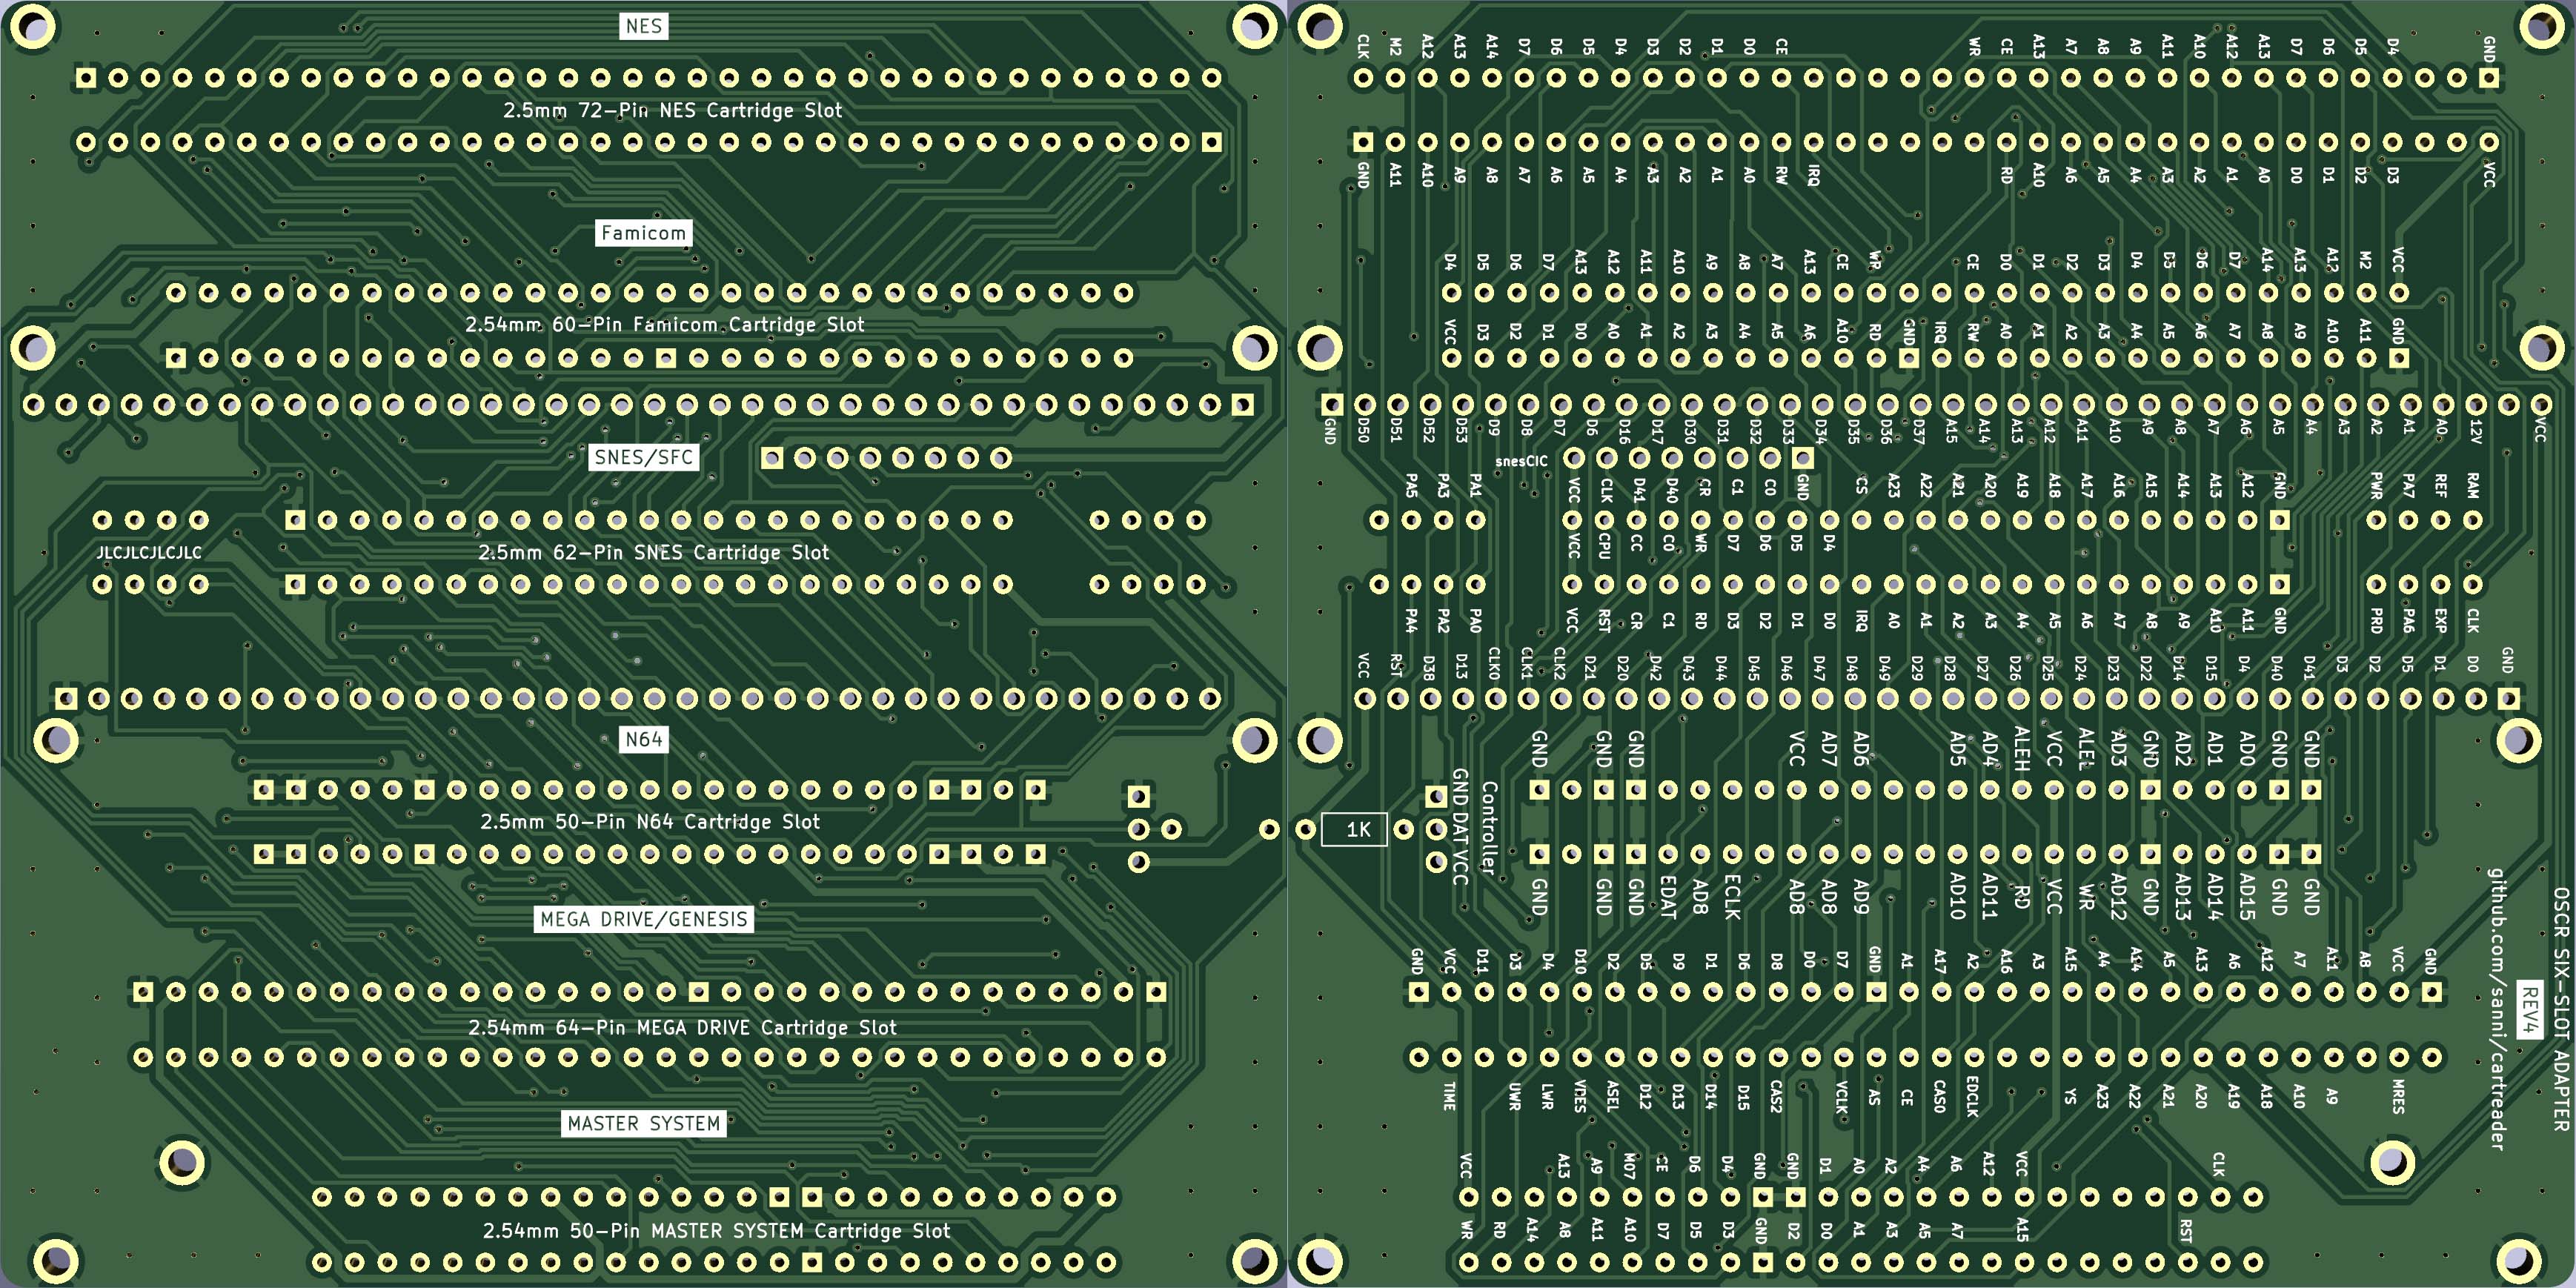 NES
2.5mm 72-Pin NES Cartridge Slot
Famicom
2.54mm 60-Pin Famicom Cartridge Slot
SNES/SFC
JLCJLCJLCJLC
2.5mm 62-Pin SNES Cartridge Slot
N64
2.5mm 50-Pin N64 Cartridge Slot
MEGA DRIVE/GENESIS
2.54mm 64-Pin MEGA DRIVE Cartridge Slot
MASTER SYSTEM
2.54mm 50-Pin MASTER SYSTEM Cartridge Slot
CLK M2 A12 A13 A14 D7 D6 D5 D4 D3 D2 D1 D0 CE WR CE A13 A7 A8 A9 A11 A10 A12 A13 D7 D6 D5 D4 GND
GND A11 A10 A9 A8 A7 A6 A5 A4 A3 A2 A1 A0 RW IRQ RD A10 A6 A5 A4 A3 A2 A1 A0 D0 D1 D2 D3 VCC
D4 D5 D6 D7 A13 A12 A11 A10 A9 A8 A7 A13 CE WR CE D0 D1 D2 D3 D4 D5 D6 D7 A14 A13 A12 M2 VCC
VCC D3 D2 D1 D0 A0 A1 A2 A3 A4 A5 A6 A10 RD GND IRQ RW A0 A1 A2 A3 A4 A5 A6 A7 A8 A9 A10 A11 GND
GND D50 D51 D52 D53 D9 D8 D7 D6 D16 D17 D30 D31 D32 D33 D34 D35 D36 D37 A15 A14 A13 A12 A11 A10 A9 A8 A7 A6 A5 A4 A3 A2 A1 A0 12V VCC
snesCIC
VCC CLK D41 D40 CR C1 C0 GND
PA5 PA3 PA1 CS A23 A22 A21 A20 A19 A18 A17 A16 A15 A14 A13 A12 GND PWR PA7 REF RAM
VCC CPU CC C0 WR D7 D6 D5 D4
PA4 PA2 PA0 VCC RST CR C1 RD D3 D2 D1 D0 IRQ A0 A1 A2 A3 A4 A5 A6 A7 A8 A9 A10 A11 GND PRD PA6 EXP CLK
VCC RST D38 D13 CLK0 CLK1 CLK2 D21 D20 D42 D43 D44 D45 D46 D47 D48 D49 D29 D28 D27 D26 D25 D24 D23 D22 D14 D15 D4 D40 D41 D3 D2 D5 D1 D0 GND
GND GND GND VCC AD7 AD6 AD5 AD4 ALEH VCC ALEL AD3 GND AD2 AD1 AD0 GND GND
1K
GND DAT VCC
Controller
GND GND GND EDAT AD8 ECLK AD8 AD8 AD9 AD10 AD11 RD VCC WR AD12 GND AD13 AD14 AD15 GND GND
GND VCC D11 D3 D4 D10 D2 D5 D9 D1 D6 D8 D0 D7 GND A1 A17 A2 A16 A3 A15 A4 A14 A5 A13 A6 A12 A7 A11 A8 VCC GND
TIME UWR LWR VRES ASEL D12 D13 D14 D15 CAS2 VCLK AS CE CAS0 EDCLK YS A23 A22 A21 A20 A19 A18 A10 A9 MRES
VCC A13 A9 M07 CE D6 D4 GND GND D1 A0 A2 A4 A6 A12 VCC CLK
WR RD A14 A8 A11 A10 D7 D5 D3 GND D2 D0 A1 A3 A5 A7 A15 RST
OSCR SIX-SLOT ADAPTER
github.com/sanni/cartreader
REV4